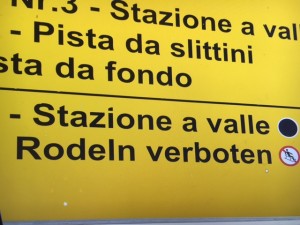 Nr.3 - Stazione a vall
- Pista da slittini
sta da fondo
- Stazione a valle
Rodeln verboten